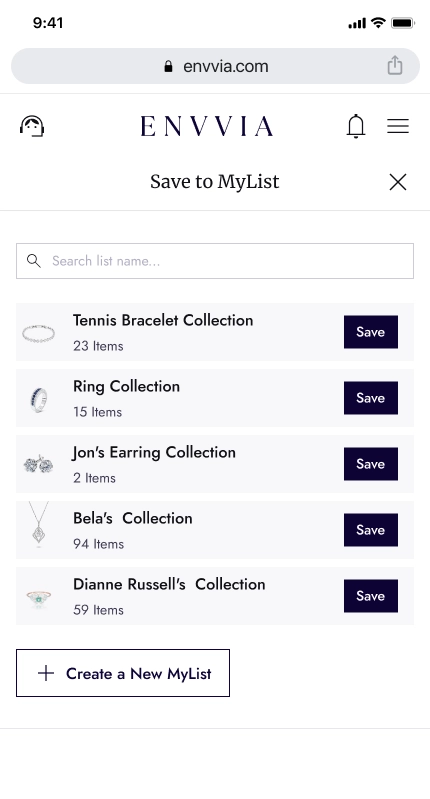 9:41
envvia.com
ENVVIA
Save to MyList
Search list name...
Tennis Bracelet Collection
23 Items
Save
Ring Collection
15 Items
Save
Jon's Earring Collection
2 Items
Save
Bela's  Collection
94 Items
Save
Dianne Russell's  Collection
59 Items
Save
Create a New MyList